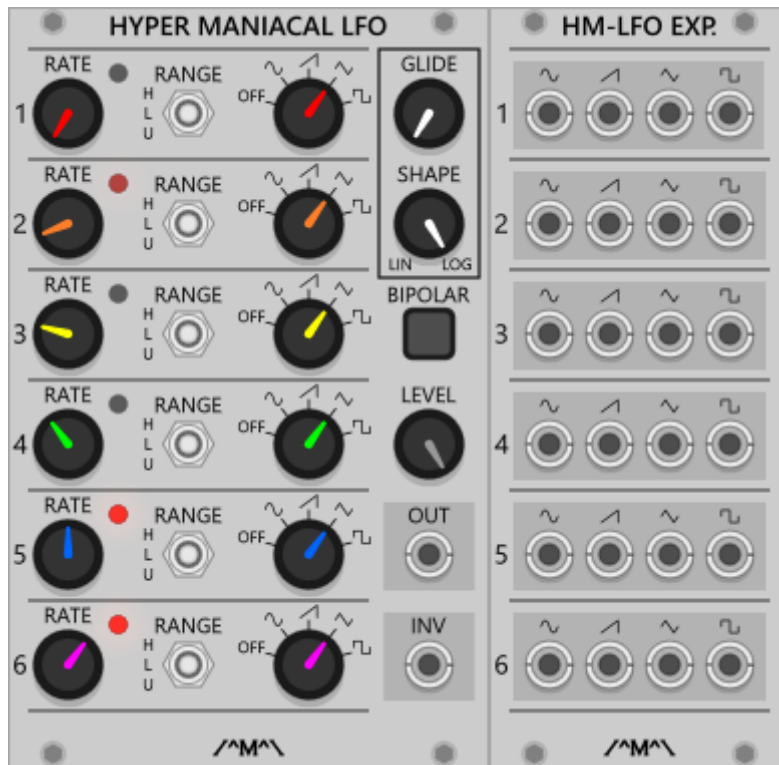 HYPER MANIACAL LFO
RATE RANGE
1 H L U OFF
RATE RANGE
2 H L U OFF
RATE RANGE
3 H L U OFF
RATE RANGE
4 H L U OFF
RATE RANGE
5 H L U OFF
RATE RANGE
6 H L U OFF
GLIDE
SHAPE
LIN LOG
BIPOLAR
LEVEL
OUT
INV
/^M^\
HM-LFO EXP.
1
2
3
4
5
6
/^M^\